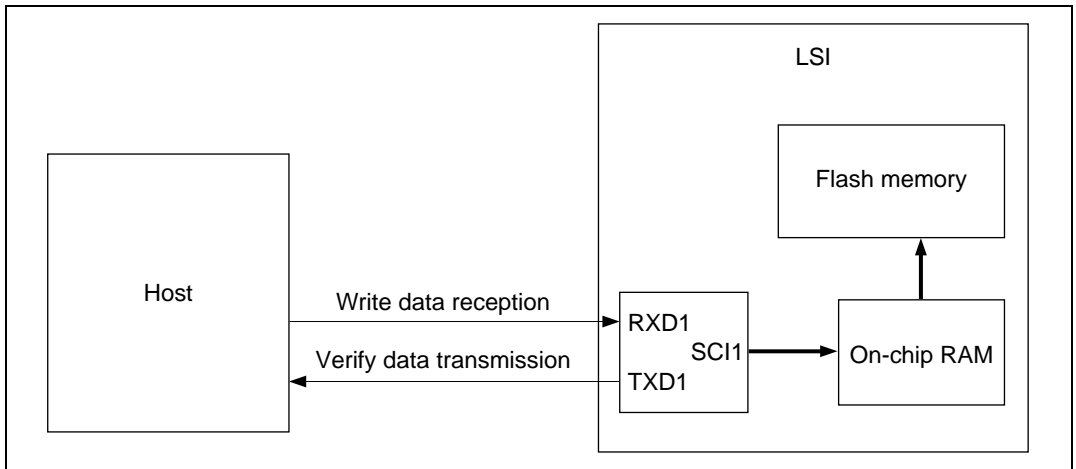 LSI
Flash memory
Host
Write data reception
RXD1
SCI1
On-chip RAM
Verify data transmission
TXD1